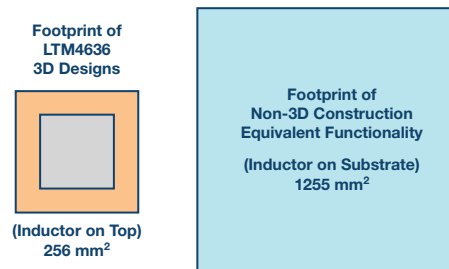 Footprint of
LTM4636
3D Designs
(Inductor on Top)
256 mm²
Footprint of
Non-3D Construction
Equivalent Functionality
(Inductor on Substrate)
1255 mm²